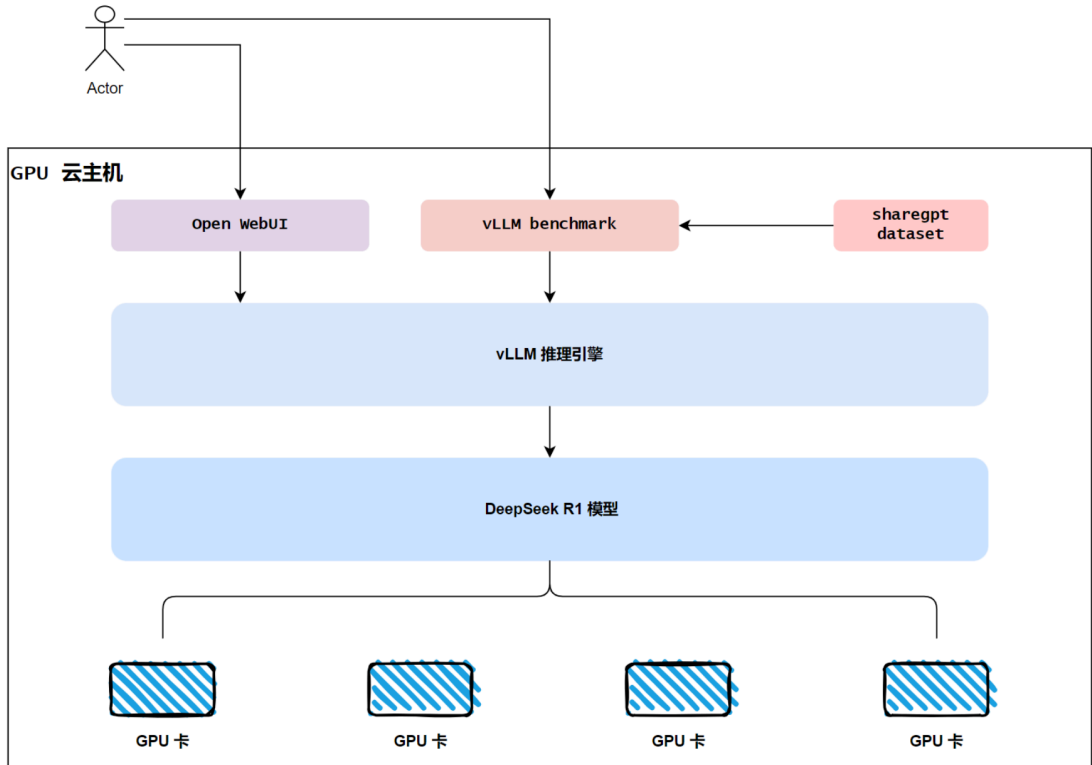 Actor
GPU 云主机
Open WebUI
vLLM benchmark
sharegpt
dataset
vLLM 推理引擎
DeepSeek R1 模型
GPU 卡
GPU 卡
GPU 卡
GPU 卡